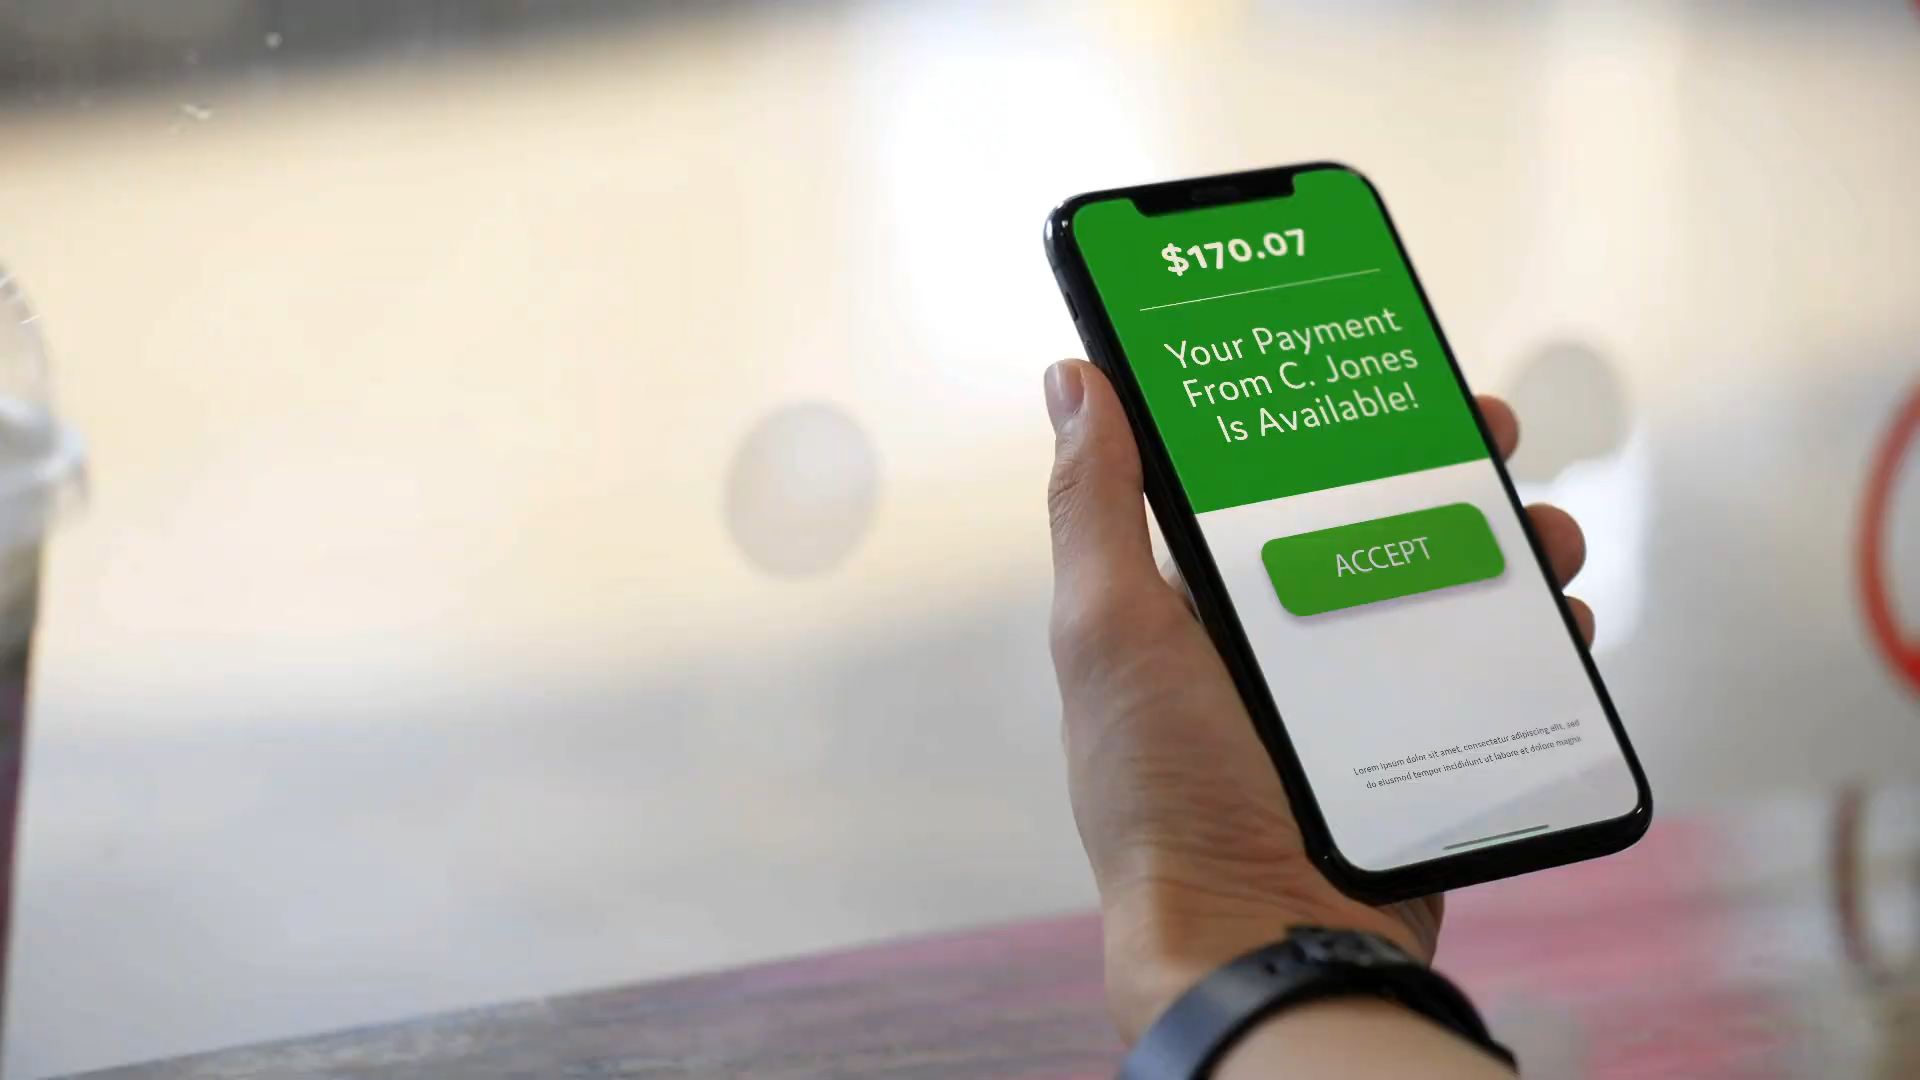 $170.07
Your Payment
From C. Jones
Is Available!
ACCEPT
Lorem ipsum dolor sit amet, consectetur adipiscing elit, sed
do eiusmod tempor incididunt ut labore et dolore magna